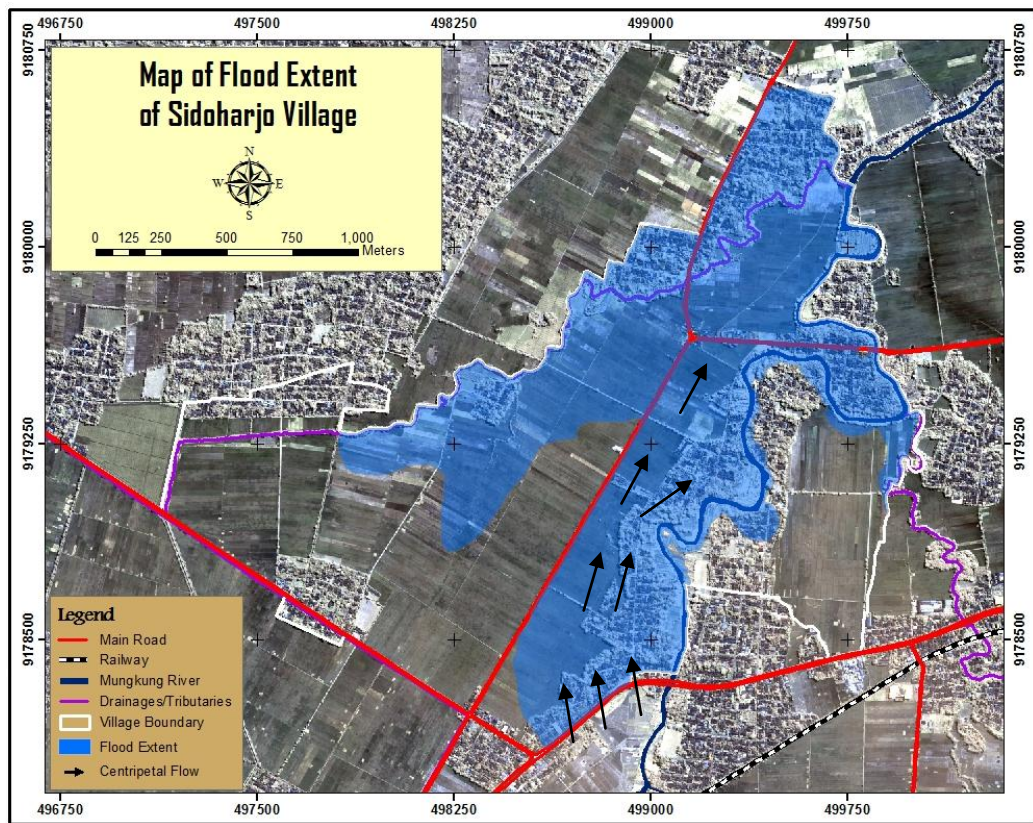 496750 497500 498250 499000 499750
9180750 9180750
Map of Flood Extent
of Sidoharjo Village
N
W E
S
0 125 250 500 750 1,000
Meters
9180000 9180000
9179250 9179250
9178500 9178500
Legend
Main Road
Railway
Mungkung River
Drainages/Tributaries
Village Boundary
Flood Extent
Centripetal Flow
496750 497500 498250 499000 499750